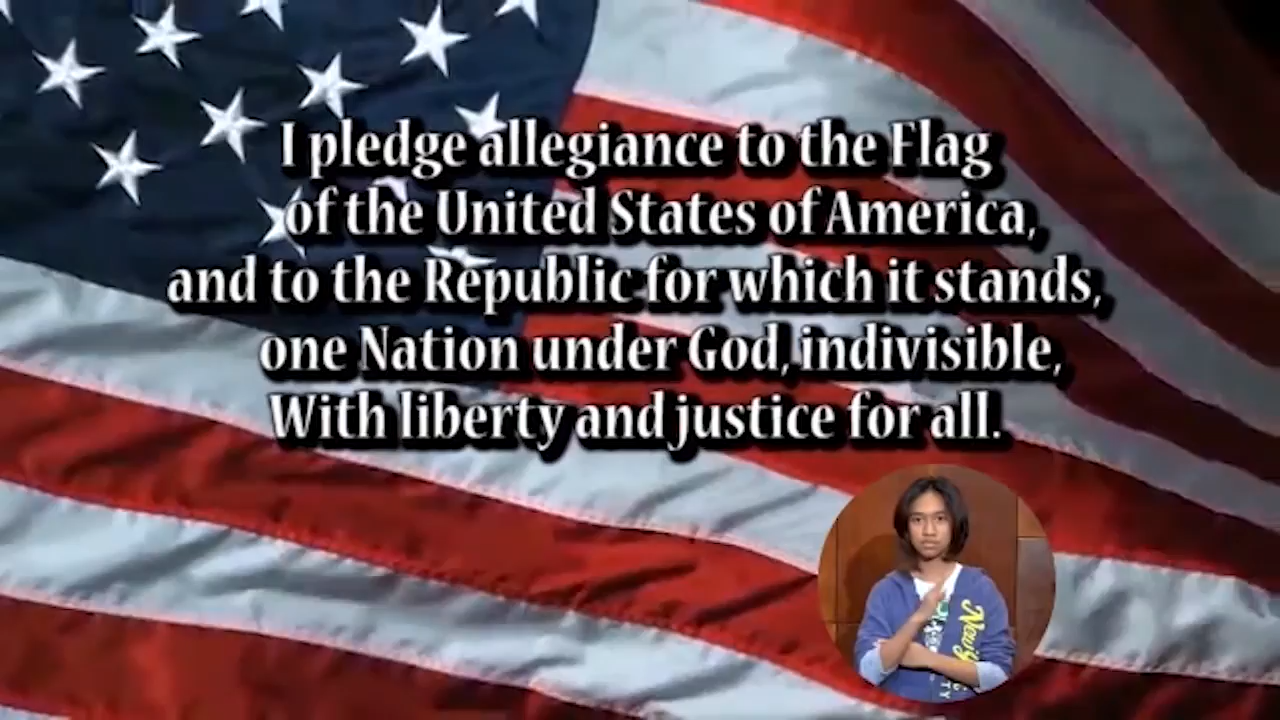 I pledge allegiance to the Flag
of the United States of America,
and to the Republic for which it stands,
one Nation under God, indivisible,
With liberty and justice for all.